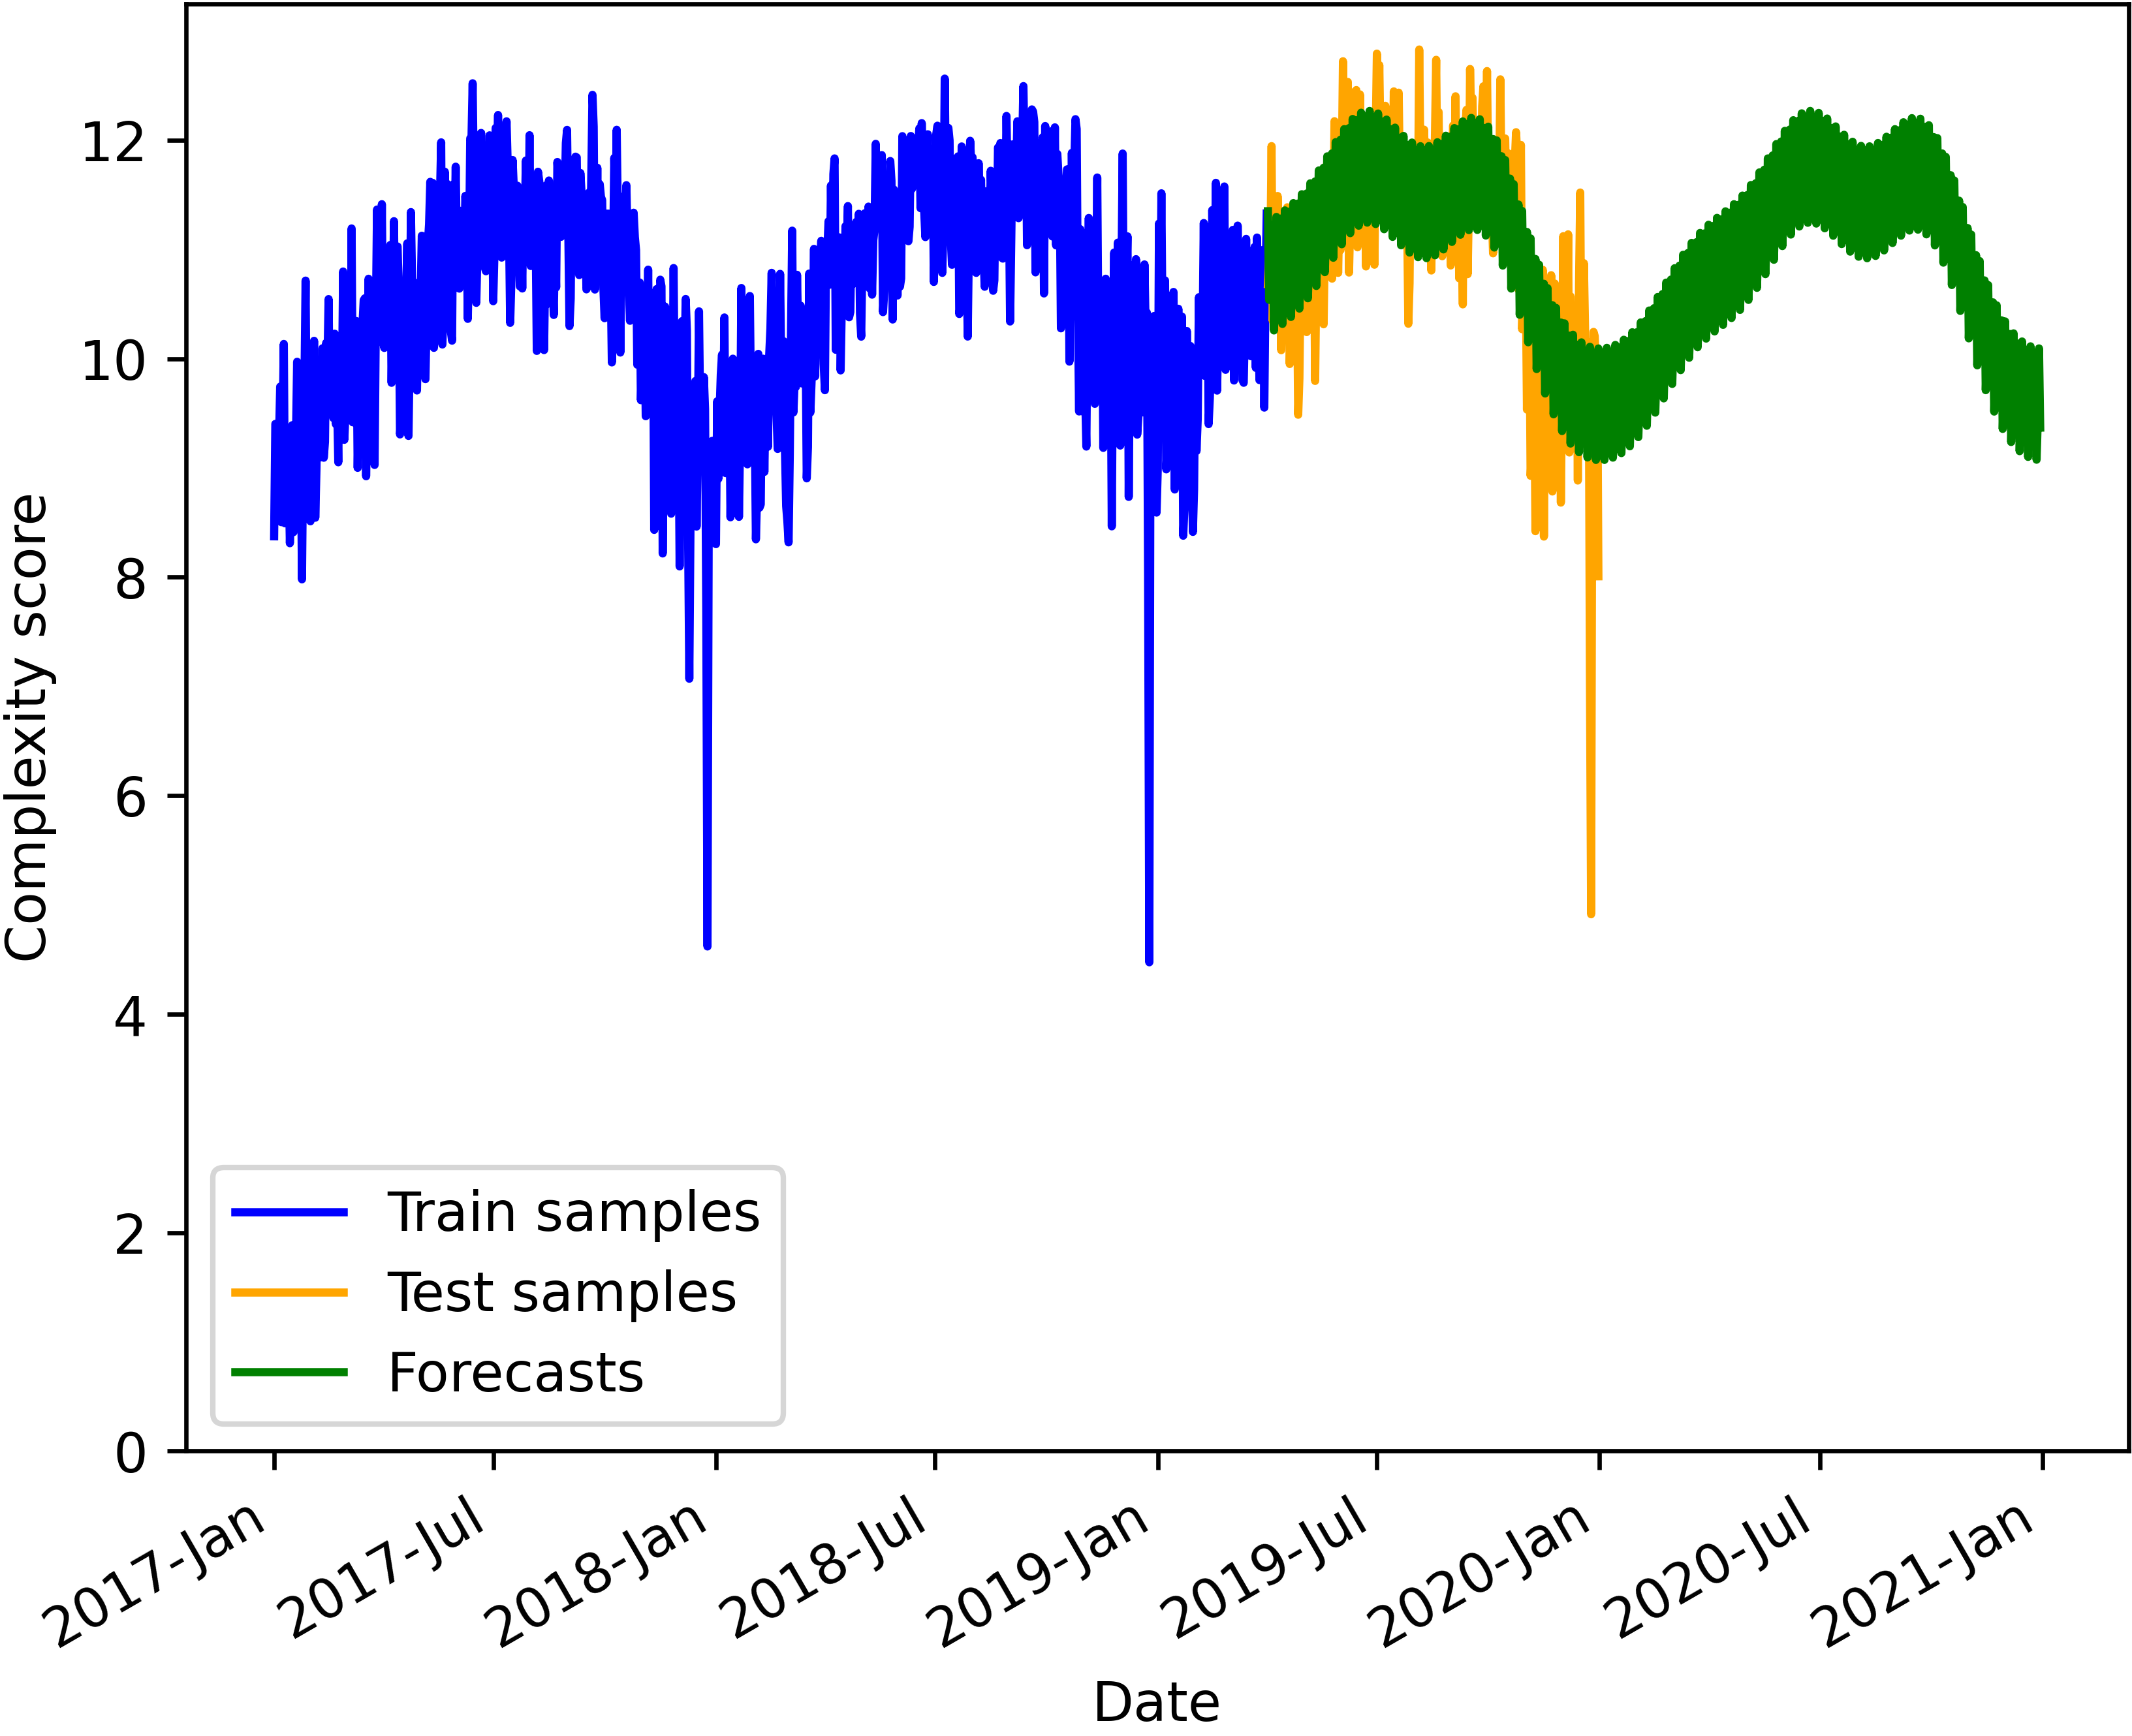 Complexity score
12
10
8
6
4
2
0
Train samples
Test samples
Forecasts
2017-Jan
2017-Jul
2018-Jan
2018-Jul
2019-Jan
2019-Jul
2020-Jan
2020-Jul
2021-Jan
Date